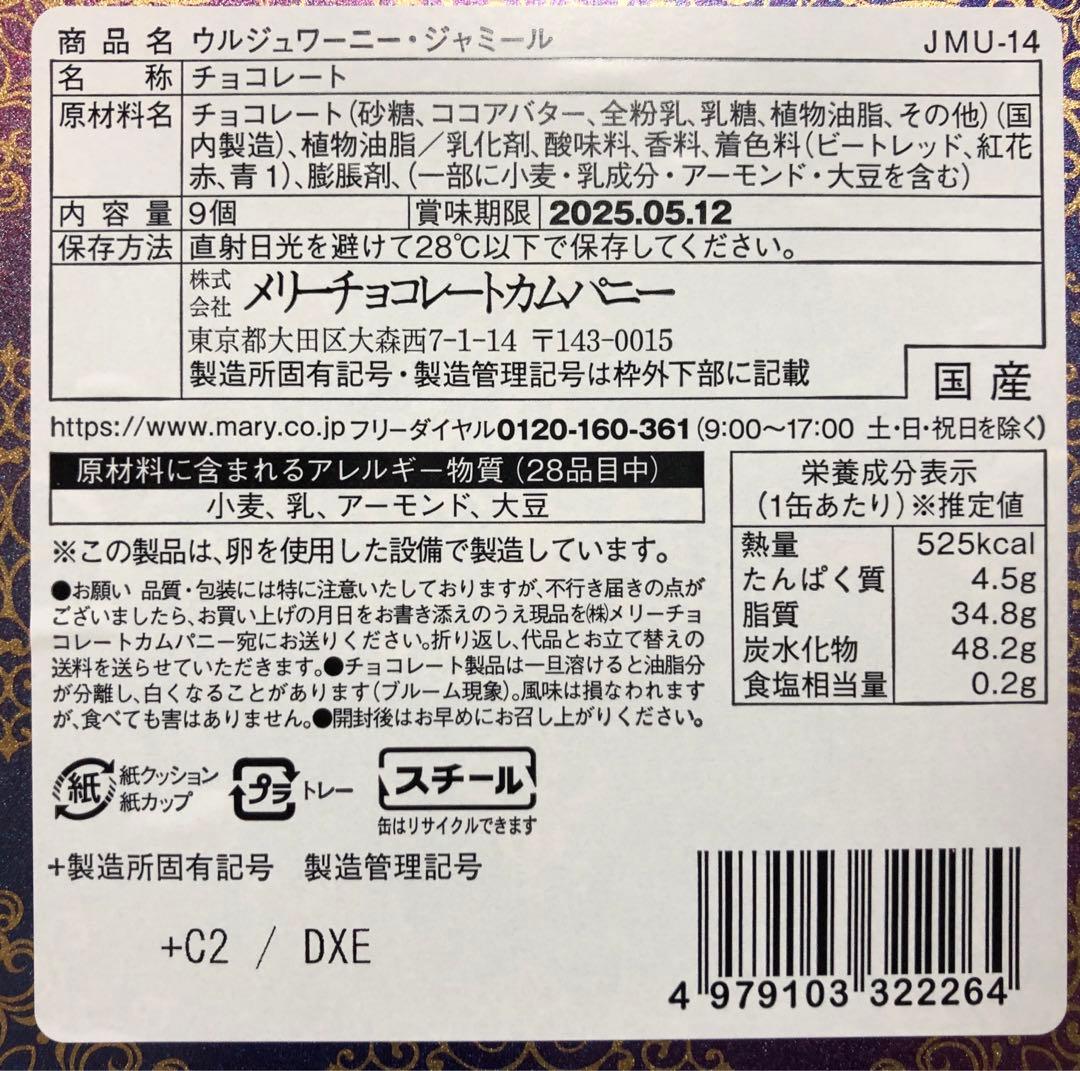 商品名 ウルジュワーニー・ジャミール JMU-14
名称 チョコレート
原材料名 チョコレート(砂糖、ココアバター、全粉乳、乳糖、植物油脂、その他)(国
内製造)、植物油脂／乳化剤、酸味料、香料、着色料(ビートレッド、紅花
赤、青1)、膨脹剤、(一部に小麦・乳成分・アーモンド・大豆を含む)
内容量 9個 賞味期限 2025.05.12
保存方法 直射日光を避けて28℃以下で保存してください。
株式会社 メリーチョコレートカムパニー
東京都大田区大森西7-1-14 〒143-0015
製造所固有記号・製造管理記号は枠外下部に記載
国産
https://www.mary.co.jp フリーダイヤル0120-160-361(9:00〜17:00 土・日・祝日を除く)
原材料に含まれるアレルギー物質(28品目中)
小麦、乳、アーモンド、大豆
※この製品は、卵を使用した設備で製造しています。
●お願い 品質・包装には特に注意いたしておりますが、不行き届きの点が
ございましたら、お買い上げの月日をお書き添えのうえ現品を㈱メリーチョ
コレートカムパニー宛にお送りください。折り返し、代品とお立て替えの
送料を送らせていただきます。●チョコレート製品は一旦溶けると油脂分
が分離し、白くなることがあります(ブルーム現象)。風味は損なわれます
が、食べても害はありません。●開封後はお早めにお召し上がりください。
栄養成分表示
(1缶あたり)※推定値
熱量 525kcal
たんぱく質 4.5g
脂質 34.8g
炭水化物 48.2g
食塩相当量 0.2g
紙 紙クッション
紙カップ
プラ トレー
スチール
缶はリサイクルできます
+製造所固有記号 製造管理記号
+C2 / DXE
4 979103 322264